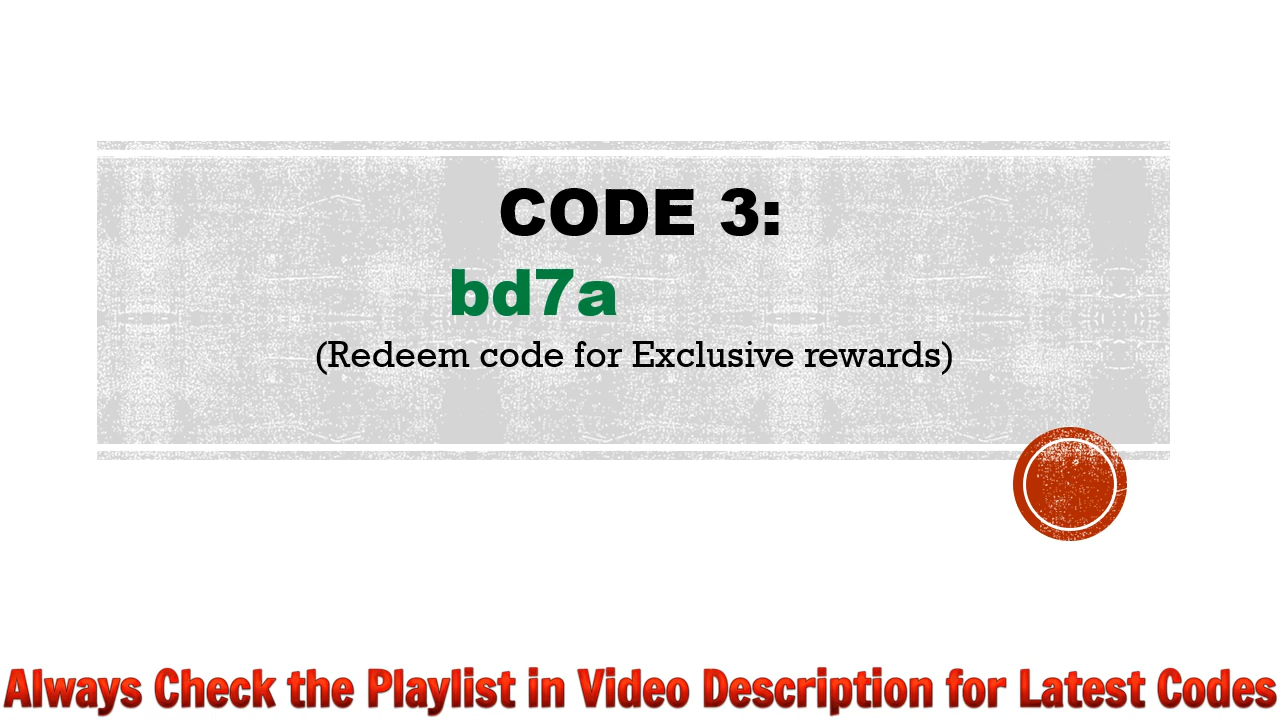 CODE 3:
bd7a
(Redeem code for Exclusive rewards)
Always Check the Playlist in Video Description for Latest Codes